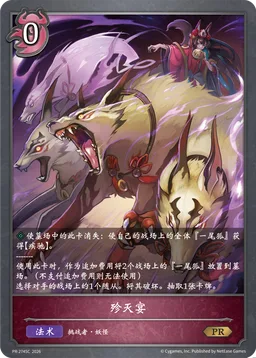 0
使墓场中的此卡消失：使自己的战场上的全体『一尾狐』获
得【疾驰】。
使用此卡时，作为追加费用将2个战场上的『一尾狐』放置到墓
场。（不支付追加费用则无法使用）
选择对手的战场上的1个随从。将其破坏。抽取1张卡牌。
殄灭宴
法术 挑战者・妖怪
PR
© Cygames, Inc. Published by NetEase Games